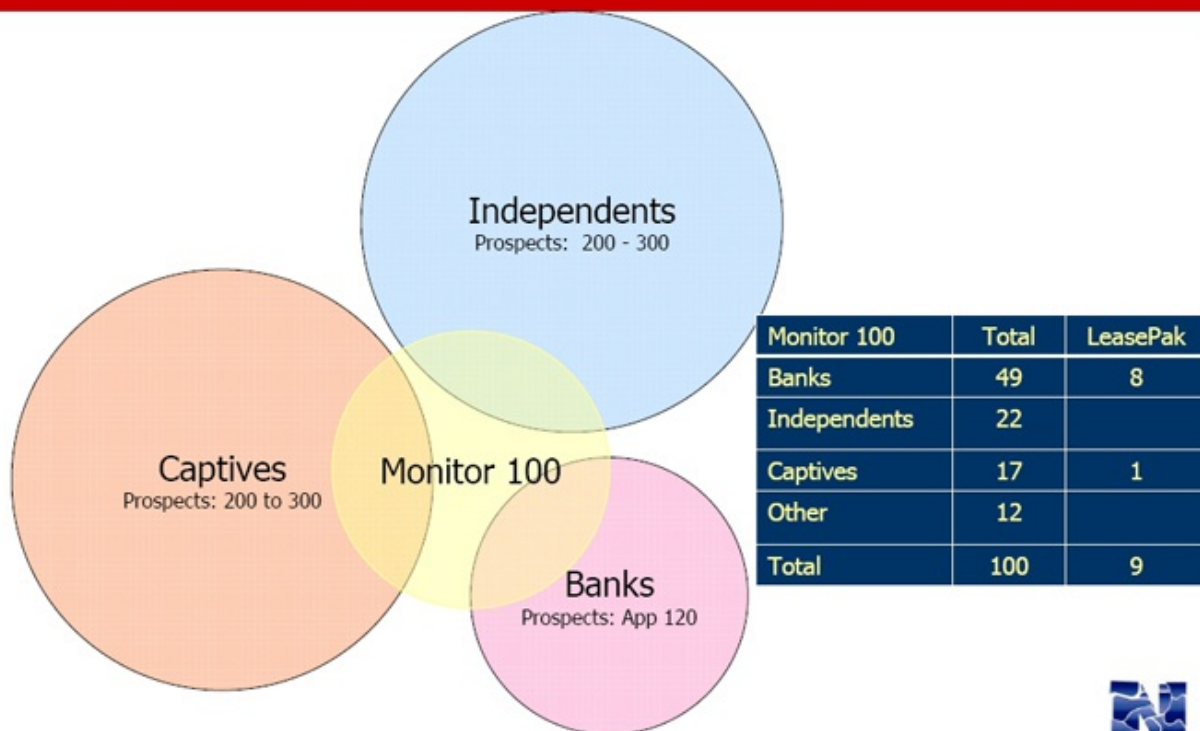 Independents
Prospects: 200 - 300
Captives
Prospects: 200 to 300
Monitor 100
Banks
Prospects: App 120
Monitor 100 Total LeasePak
Banks 49 8
Independents 22
Captives 17 1
Other 12
Total 100 9